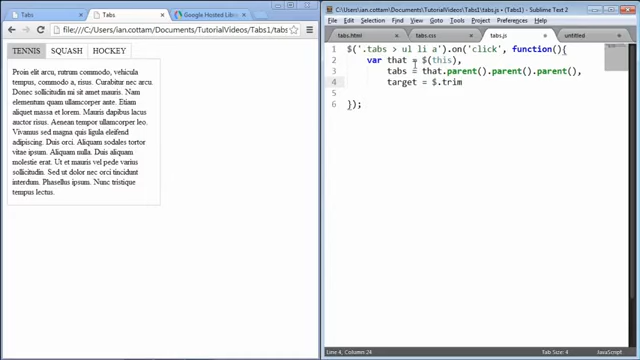 Tabs
Tabs
Google Hosted Libr
file:///C:/Users/ian.cottam/Documents/TutorialVideos/Tabs1/tabs
TENNIS SQUASH HOCKEY
Proin elit arcu, rutrum commodo, vehicula
tempus, commodo a, risus. Curabitur nec arcu.
Donec sollicitudin mi sit amet mauris. Nam
elementum quam ullamcorper ante. Etiam
aliquet massa et lorem. Mauris dapibus lacus
auctor risus. Aenean tempor ullamcorper leo.
Vivamus sed magna quis ligula eleifend
adipiscing. Duis orci. Aliquam sodales tortor
vitae ipsum. Aliquam nulla. Duis aliquam
molestie erat. Ut et mauris vel pede varius
sollicitudin. Sed ut dolor nec orci tincidunt
interdum. Phasellus ipsum. Nunc tristique
tempus lectus.
C:\Users\ian.cottam\Documents\TutorialVideos\Tabs1\tabs.js • (Tabs1) - Sublime Text 2
File Edit Selection Find View Goto Tools Project Preferences Help
tabs.html
tabs.css
tabs.js
untitled
1 $('.tabs > ul li a').on('click', function(){
2 var that = $(this),
3 tabs = that.parent().parent().parent(),
4 target = $.trim
5
6 });
Line 4, Column 24
Tab Size: 4
JavaScript